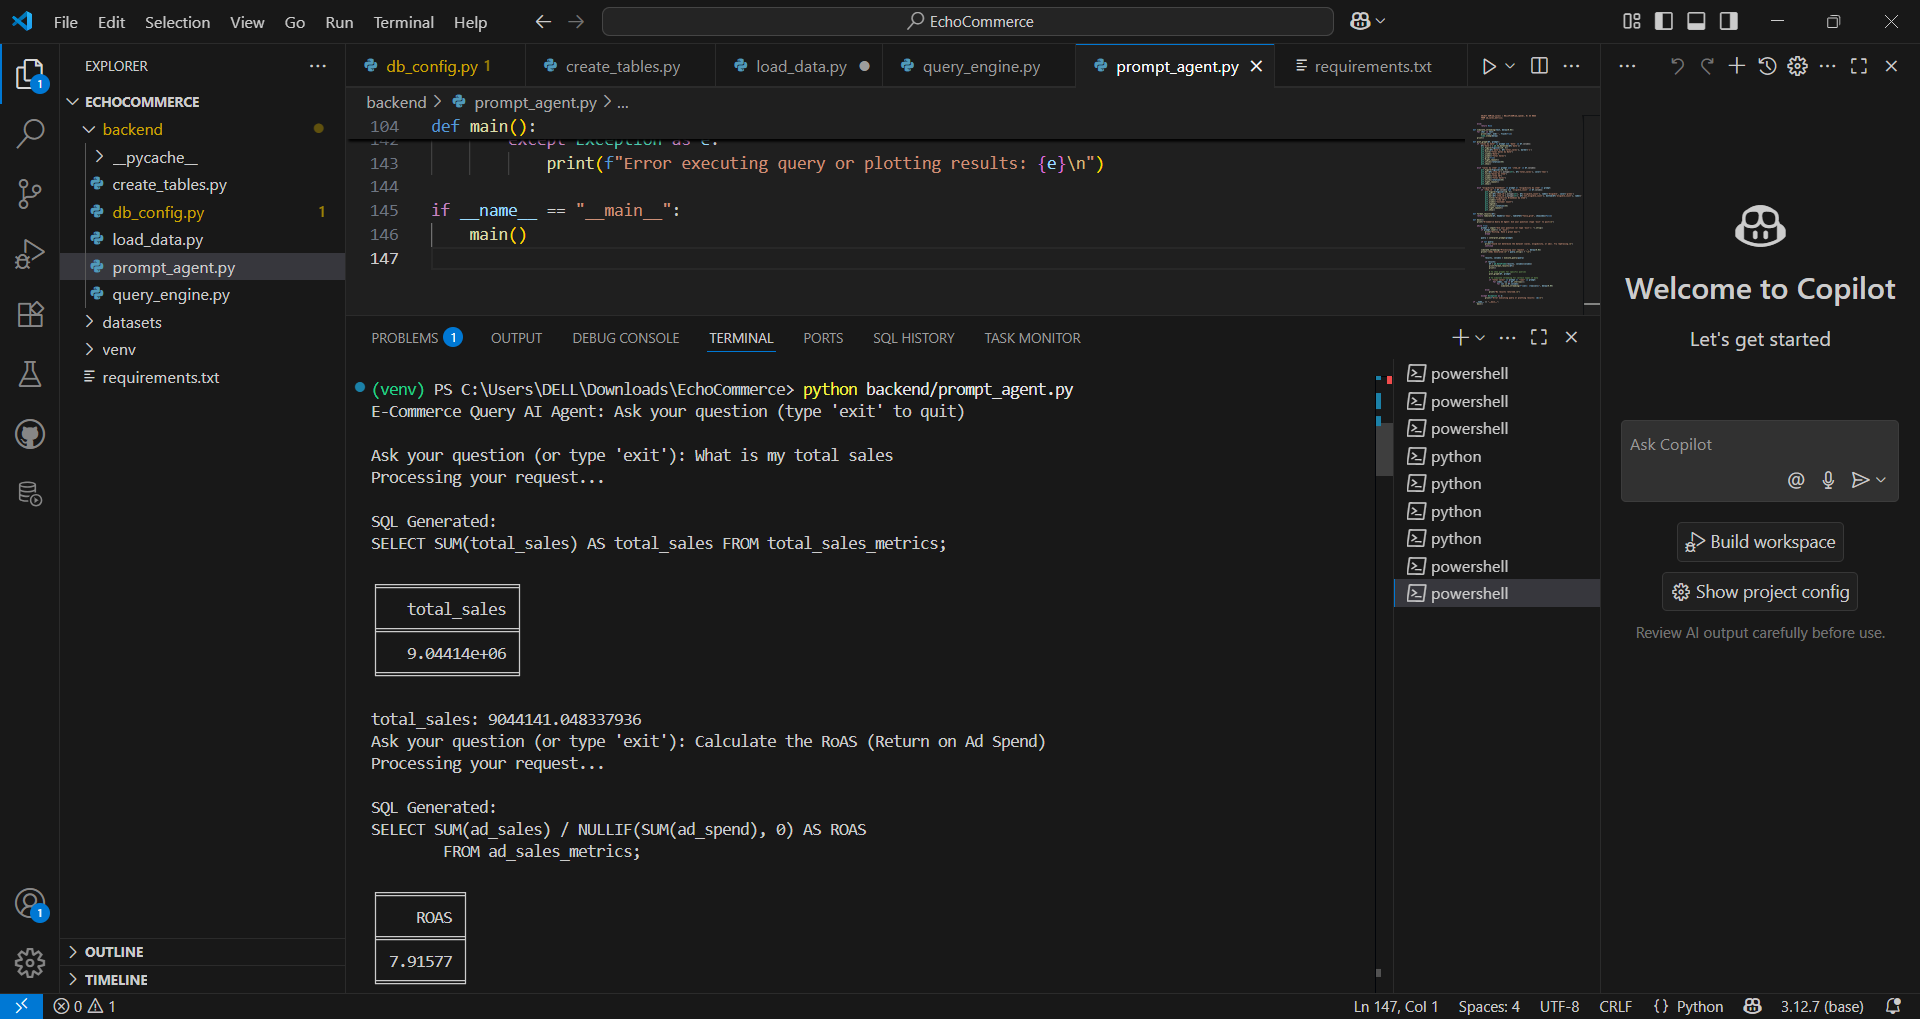 File Edit Selection View Go Run Terminal Help
EchoCommerce
EXPLORER
ECHOCOMMERCE
backend
__pycache__
create_tables.py
db_config.py 1
load_data.py
prompt_agent.py
query_engine.py
datasets
venv
requirements.txt
OUTLINE
TIMELINE
1
1
db_config.py 1
create_tables.py
load_data.py
query_engine.py
prompt_agent.py
requirements.txt
backend > prompt_agent.py > ...
104 def main():
142 except Exception as e:
143 print(f"Error executing query or plotting results: {e}\n")
144
145 if __name__ == "__main__":
146 main()
147
PROBLEMS 1 OUTPUT DEBUG CONSOLE TERMINAL PORTS SQL HISTORY TASK MONITOR
(venv) PS C:\Users\DELL\Downloads\EchoCommerce> python backend/prompt_agent.py
E-Commerce Query AI Agent: Ask your question (type 'exit' to quit)
Ask your question (or type 'exit'): What is my total sales
Processing your request...
SQL Generated:
SELECT SUM(total_sales) AS total_sales FROM total_sales_metrics;
total_sales
9.04414e+06
total_sales: 9044141.048337936
Ask your question (or type 'exit'): Calculate the RoAS (Return on Ad Spend)
Processing your request...
SQL Generated:
SELECT SUM(ad_sales) / NULLIF(SUM(ad_spend), 0) AS ROAS
FROM ad_sales_metrics;
ROAS
7.91577
powershell
powershell
powershell
python
python
python
python
powershell
powershell
Welcome to Copilot
Let's get started
Ask Copilot
Build workspace
Show project config
Review AI output carefully before use.
0 1
Ln 147, Col 1 Spaces: 4 UTF-8 CRLF {} Python 3.12.7 (base)